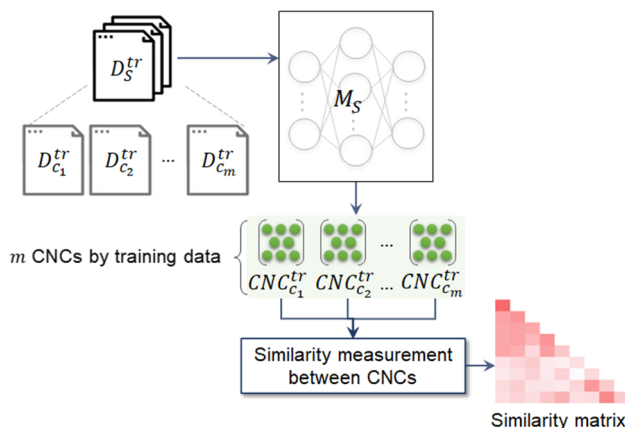 D_S^{tr}
D_{c_1}^{tr} D_{c_2}^{tr} ... D_{c_m}^{tr}
M_S
m CNCs by training data
...
CNC_{c_1}^{tr} CNC_{c_2}^{tr} ... CNC_{c_m}^{tr}
Similarity measurement
between CNCs
Similarity matrix